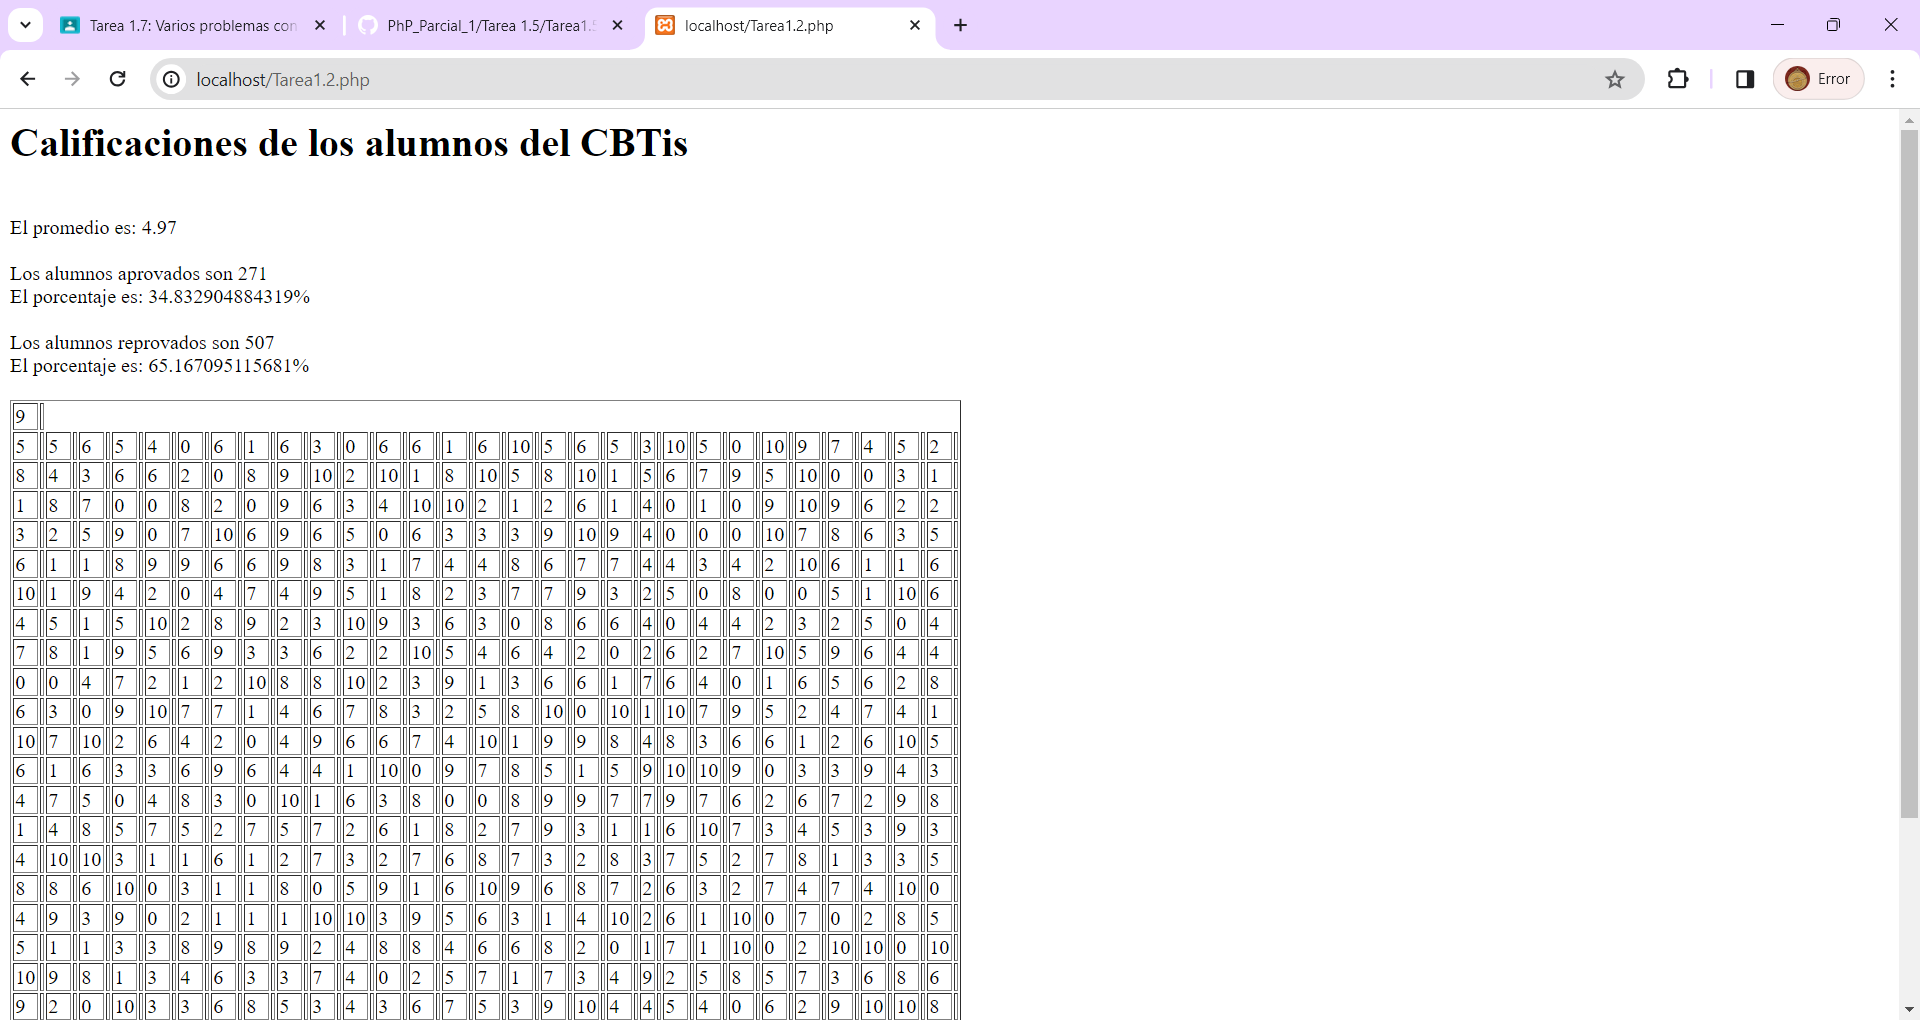 Tarea 1.7: Varios problemas con
PhP_Parcial_1/Tarea 1.5/Tarea1.5
localhost/Tarea1.2.php
localhost/Tarea1.2.php
Error
Calificaciones de los alumnos del CBTis
El promedio es: 4.97
Los alumnos aprovados son 271
El porcentaje es: 34.832904884319%
Los alumnos reprovados son 507
El porcentaje es: 65.167095115681%
9
5 5 6 5 4 0 6 1 6 3 0 6 6 1 6 10 5 6 5 3 10 5 0 10 9 7 4 5 2
8 4 3 6 6 2 0 8 9 10 2 10 1 8 10 5 8 10 1 5 6 7 9 5 10 0 0 3 1
1 8 7 0 0 8 2 0 9 6 3 4 10 10 2 1 2 6 1 4 0 1 0 9 10 9 6 2 2
3 2 5 9 0 7 10 6 9 6 5 0 6 3 3 3 9 10 9 4 0 0 0 10 7 8 6 3 5
6 1 1 8 9 9 6 6 9 8 3 1 7 4 4 8 6 7 7 4 4 3 4 2 10 6 1 1 6
10 1 9 4 2 0 4 7 4 9 5 1 8 2 3 7 7 9 3 2 5 0 8 0 0 5 1 10 6
4 5 1 5 10 2 8 9 2 3 10 9 3 6 3 0 8 6 6 4 0 4 4 2 3 2 5 0 4
7 8 1 9 5 6 9 3 3 6 2 2 10 5 4 6 4 2 0 2 6 2 7 10 5 9 6 4 4
0 0 4 7 2 1 2 10 8 8 10 2 3 9 1 3 6 6 1 7 6 4 0 1 6 5 6 2 8
6 3 0 9 10 7 7 1 4 6 7 8 3 2 5 8 10 0 10 1 10 7 9 5 2 4 7 4 1
10 7 10 2 6 4 2 0 4 9 6 6 7 4 10 1 9 9 8 4 8 3 6 6 1 2 6 10 5
6 1 6 3 3 6 9 6 4 4 1 10 0 9 7 8 5 1 5 9 10 10 9 0 3 3 9 4 3
4 7 5 0 4 8 3 0 10 1 6 3 8 0 0 8 9 9 7 7 9 7 6 2 6 7 2 9 8
1 4 8 5 7 5 2 7 5 7 2 6 1 8 2 7 9 3 1 1 6 10 7 3 4 5 3 9 3
4 10 10 3 1 1 6 1 2 7 3 2 7 6 8 7 3 2 8 3 7 5 2 7 8 1 3 3 5
8 8 6 10 0 3 1 1 8 0 5 9 1 6 10 9 6 8 7 2 6 3 2 7 4 7 4 10 0
4 9 3 9 0 2 1 1 1 10 10 3 9 5 6 3 1 4 10 2 6 1 10 0 7 0 2 8 5
5 1 1 3 3 8 9 8 9 2 4 8 8 4 6 6 8 2 0 1 7 1 10 0 2 10 10 0 10
10 9 8 1 3 4 6 3 3 7 4 0 2 5 7 1 7 3 4 9 2 5 8 5 7 3 6 8 6
9 2 0 10 3 3 6 8 5 3 4 3 6 7 5 3 9 10 4 4 5 4 0 6 2 9 10 10 8